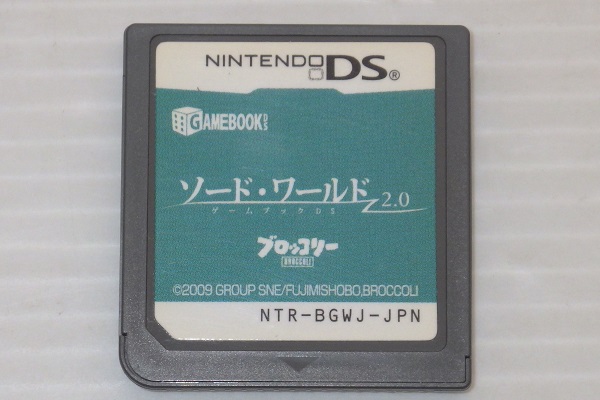 NINTENDO DS®
GAMEBOOK DS
ソード・ワールド 2.0
ゲームブックDS
ブロッコリー
BROCCOLI
©2009 GROUP SNE/FUJIMISHOBO,BROCCOLI
NTR-BGWJ-JPN